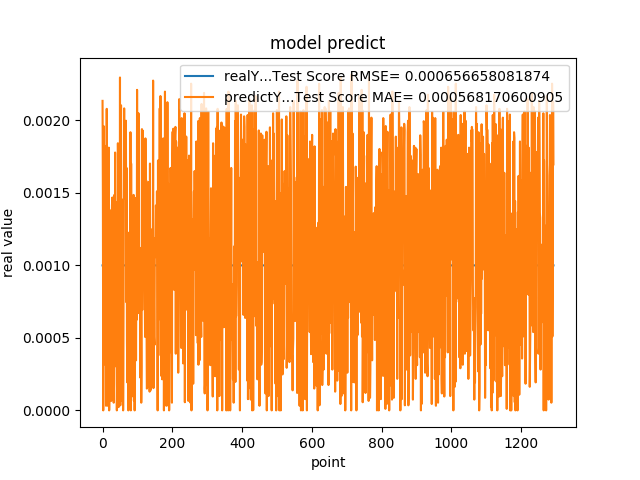 model predict
realY...Test Score RMSE= 0.000656658081874
predictY...Test Score MAE= 0.000568170600905
0.0020
0.0015
0.0010
0.0005
0.0000
real value
0 200 400 600 800 1000 1200
point